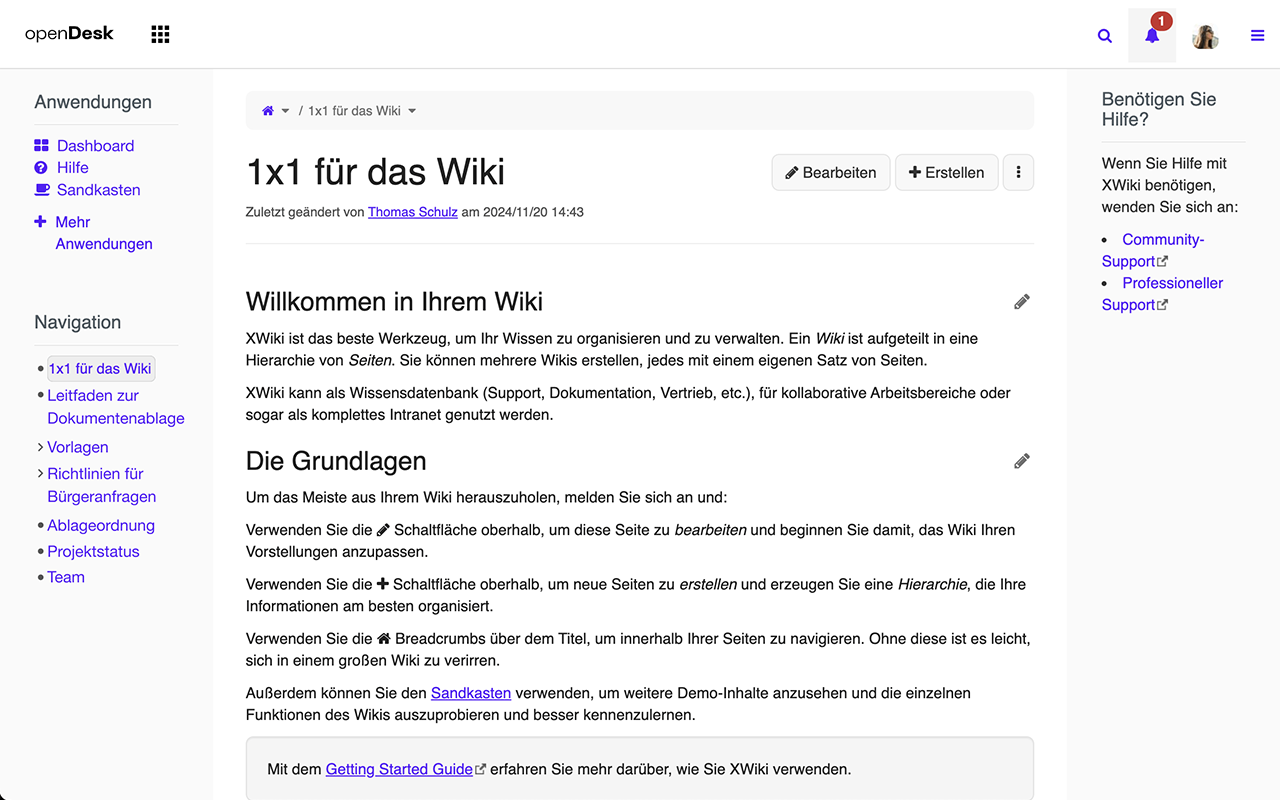 openDesk
1
Anwendungen
Dashboard
Hilfe
Sandkasten
Mehr
Anwendungen
Navigation
1x1 für das Wiki
Leitfaden zur
Dokumentenablage
Vorlagen
Richtlinien für
Bürgeranfragen
Ablageordnung
Projektstatus
Team
/ 1x1 für das Wiki
1x1 für das Wiki
Bearbeiten
Erstellen
Zuletzt geändert von Thomas Schulz am 2024/11/20 14:43
Willkommen in Ihrem Wiki
XWiki ist das beste Werkzeug, um Ihr Wissen zu organisieren und zu verwalten. Ein Wiki ist aufgeteilt in eine
Hierarchie von Seiten. Sie können mehrere Wikis erstellen, jedes mit einem eigenen Satz von Seiten.
XWiki kann als Wissensdatenbank (Support, Dokumentation, Vertrieb, etc.), für kollaborative Arbeitsbereiche oder
sogar als komplettes Intranet genutzt werden.
Die Grundlagen
Um das Meiste aus Ihrem Wiki herauszuholen, melden Sie sich an und:
Verwenden Sie die Schaltfläche oberhalb, um diese Seite zu bearbeiten und beginnen Sie damit, das Wiki Ihren
Vorstellungen anzupassen.
Verwenden Sie die Schaltfläche oberhalb, um neue Seiten zu erstellen und erzeugen Sie eine Hierarchie, die Ihre
Informationen am besten organisiert.
Verwenden Sie die Breadcrumbs über dem Titel, um innerhalb Ihrer Seiten zu navigieren. Ohne diese ist es leicht,
sich in einem großen Wiki zu verirren.
Außerdem können Sie den Sandkasten verwenden, um weitere Demo-Inhalte anzusehen und die einzelnen
Funktionen des Wikis auszuprobieren und besser kennenzulernen.
Mit dem Getting Started Guide erfahren Sie mehr darüber, wie Sie XWiki verwenden.
Benötigen Sie
Hilfe?
Wenn Sie Hilfe mit
XWiki benötigen,
wenden Sie sich an:
Community-
Support
Professioneller
Support